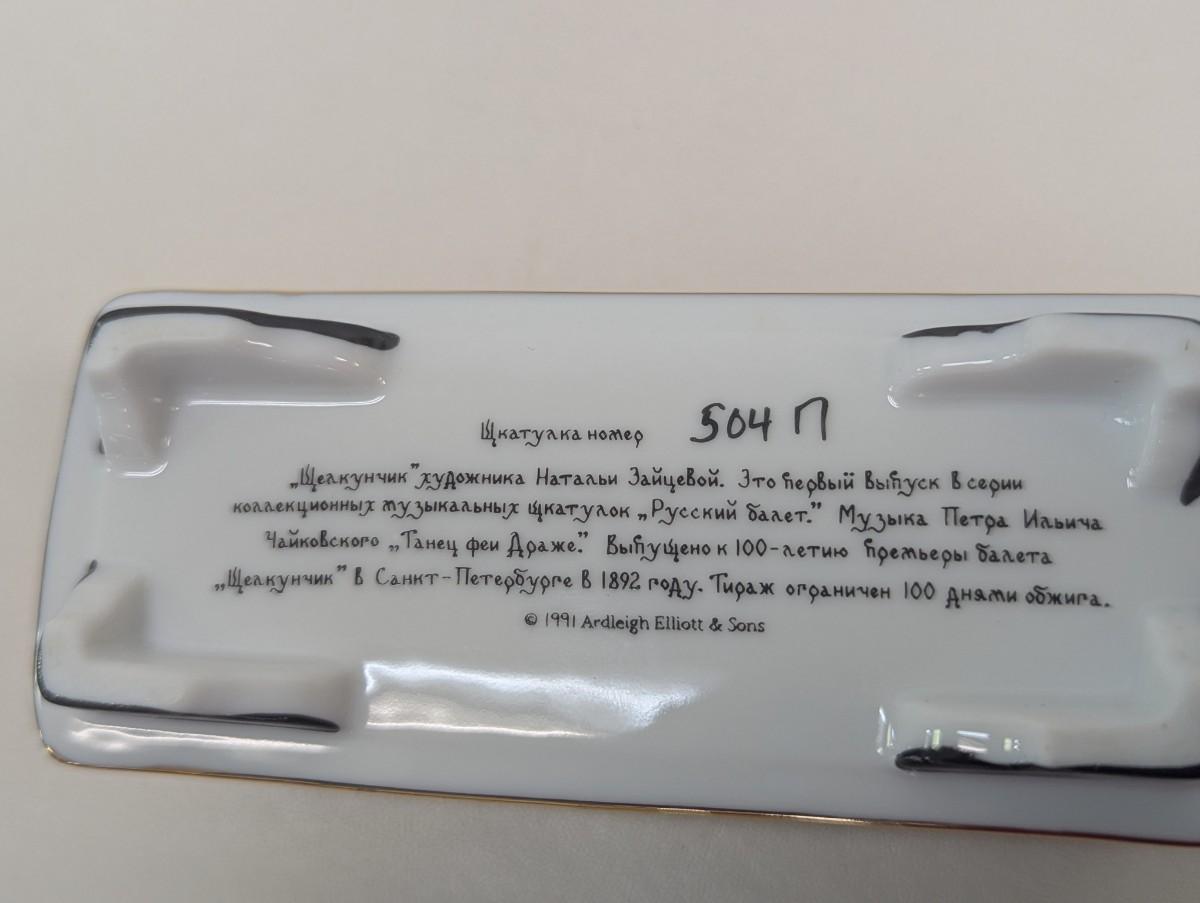 Шкатулка номер 504 П
„Щелкунчик” художника Натальи Зайцевой. Это первый выпуск в серии
коллекционных музыкальных шкатулок „Русский балет.” Музыка Петра Ильича
Чайковского „Танец феи Драже.” Выпущено к 100-летию премьеры балета
„Щелкунчик” в Санкт-Петербурге в 1892 году. Тираж ограничен 100 днями обжига.
© 1991 Ardleigh Elliott & Sons